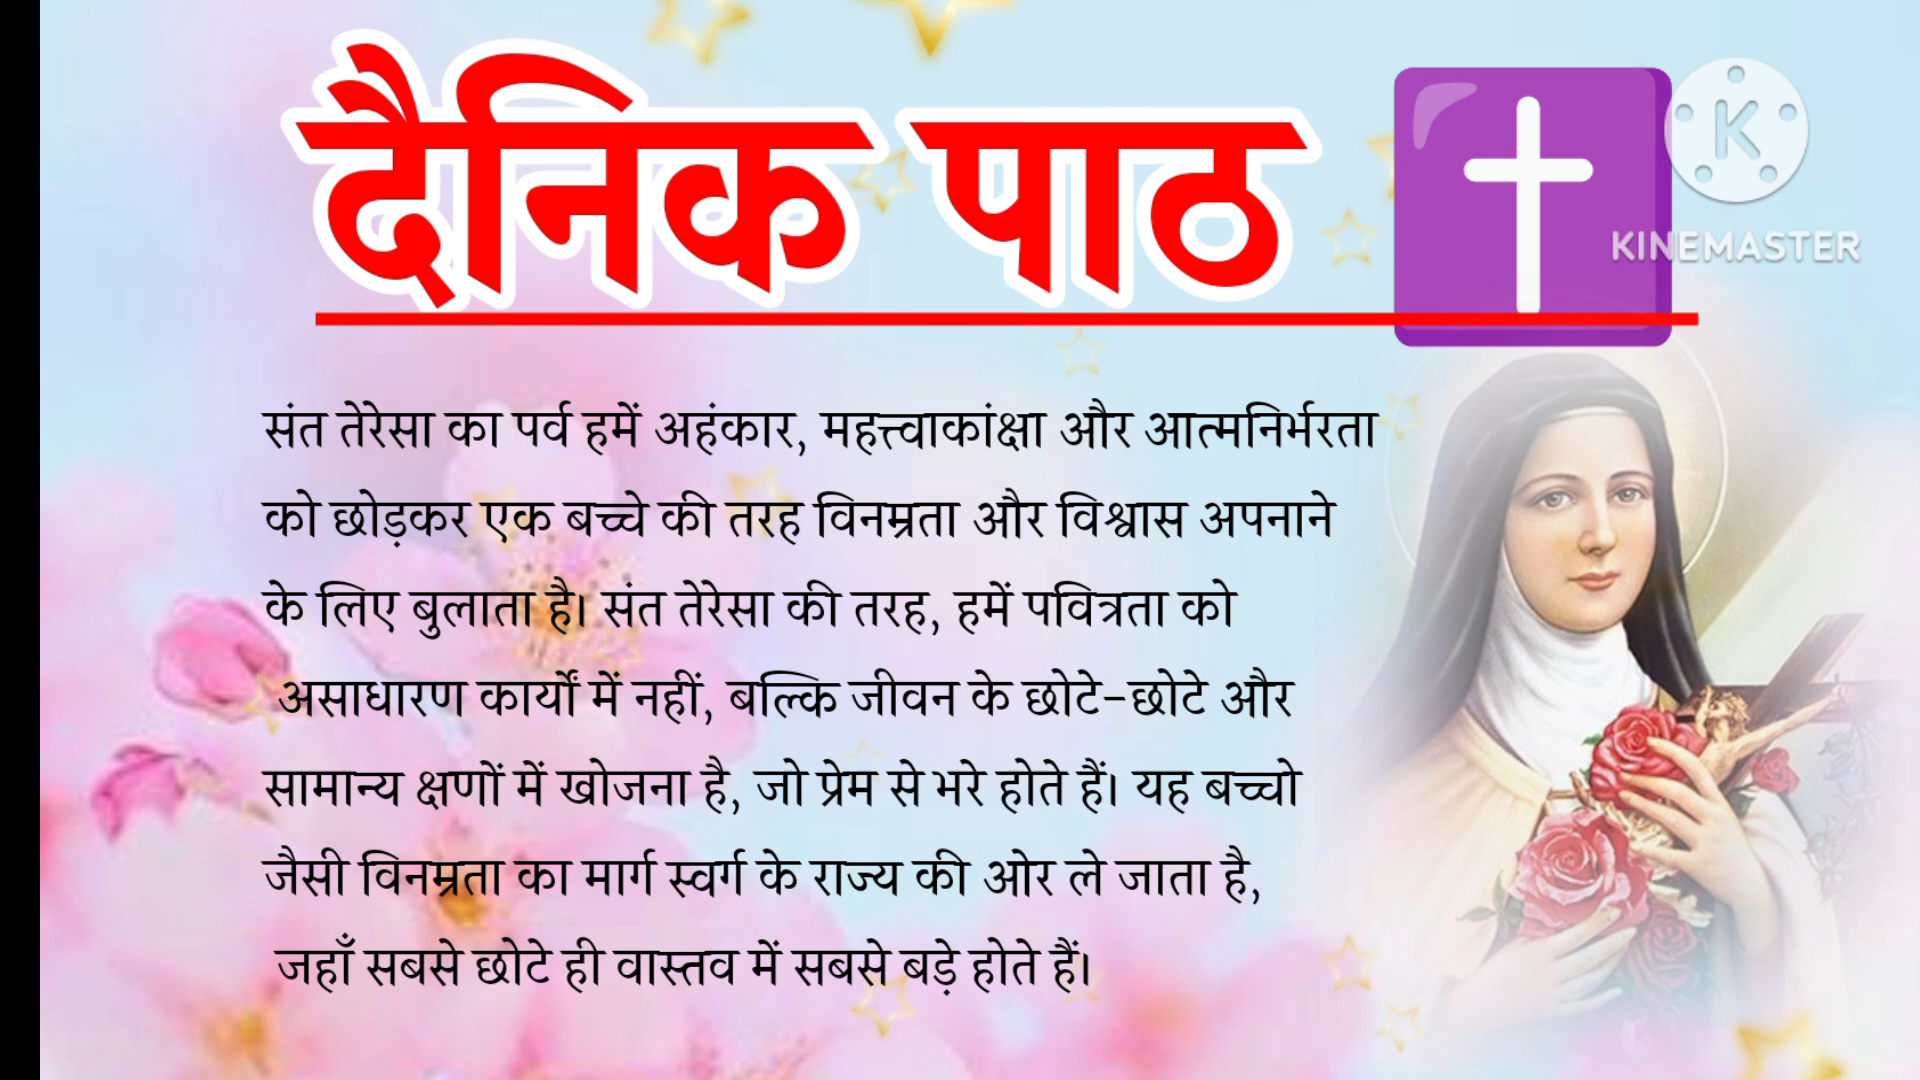 दैनिक पाठ
KINEMASTER
संत तेरेसा का पर्व हमें अहंकार, महत्त्वाकांक्षा और आत्मनिर्भरता
को छोड़कर एक बच्चे की तरह विनम्रता और विश्वास अपनाने
के लिए बुलाता है। संत तेरेसा की तरह, हमें पवित्रता को
असाधारण कार्यों में नहीं, बल्कि जीवन के छोटे-छोटे और
सामान्य क्षणों में खोजना है, जो प्रेम से भरे होते हैं। यह बच्चो
जैसी विनम्रता का मार्ग स्वर्ग के राज्य की ओर ले जाता है,
जहाँ सबसे छोटे ही वास्तव में सबसे बड़े होते हैं।